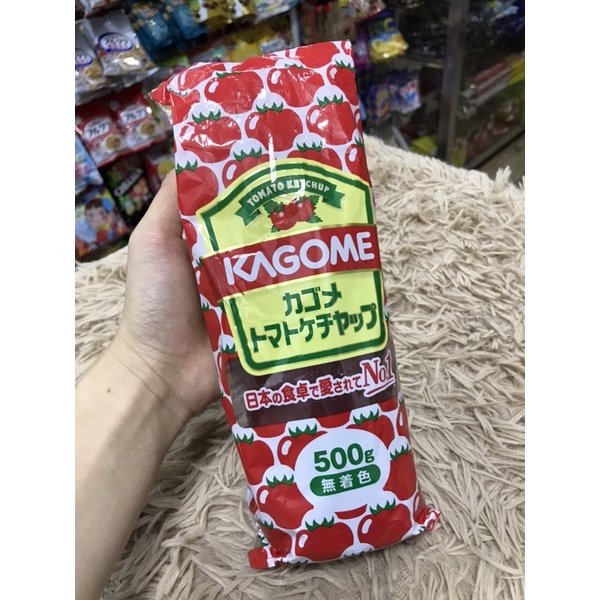 TOMATO KETCHUP
KAGOME
カゴメ
トマトケチャップ
日本の食卓で愛されてNo.1
500g
無着色